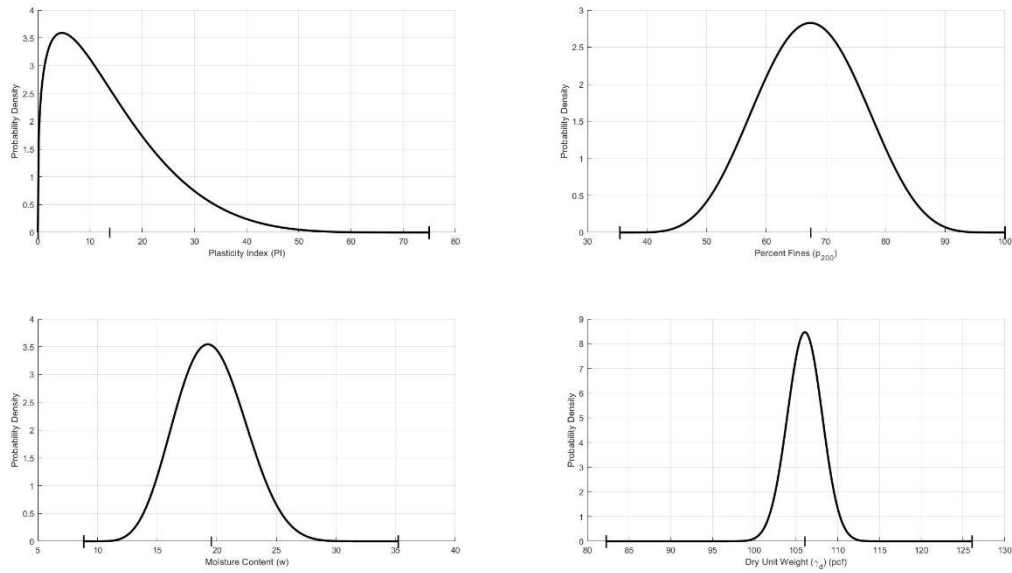 4
3.5
3
2.5
2
1.5
1
0.5
0
Probability Density
0 10 20 30 40 50 60 70 80
Plasticity Index (PI)
3
2.5
2
1.5
1
0.5
0
Probability Density
30 40 50 60 70 80 90 100
Percent Fines (p200)
4
3.5
3
2.5
2
1.5
1
0.5
0
Probability Density
5 10 15 20 25 30 35 40
Moisture Content (w)
9
8
7
6
5
4
3
2
1
0
Probability Density
80 85 90 95 100 105 110 115 120 125 130
Dry Unit Weight (γd) (pcf)